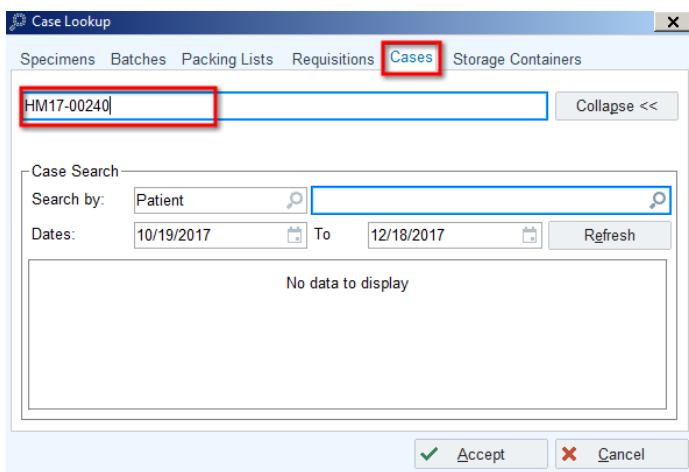 Case Lookup
Specimens Batches Packing Lists Requisitions Cases Storage Containers
HM17-00240 Collapse <<
Case Search
Search by: Patient
Dates: 10/19/2017 To 12/18/2017 Refresh
No data to display
Accept Cancel